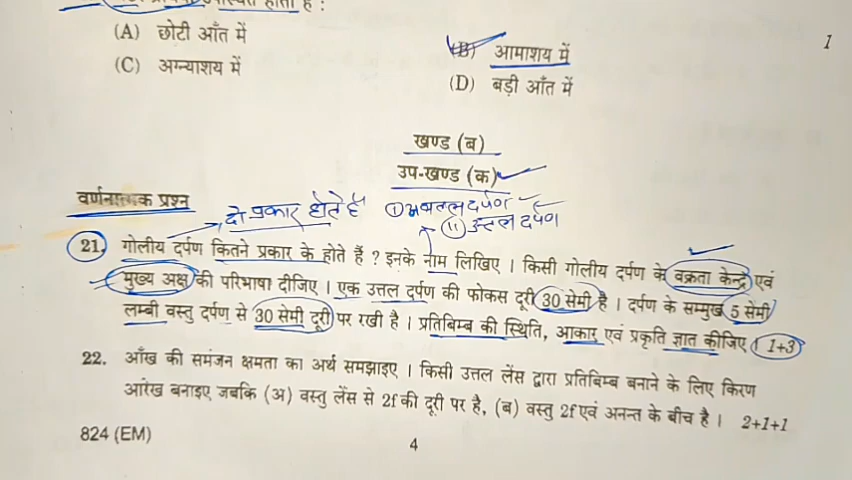 उपस्थित होता है :
(A) छोटी आँत में
(B) आमाशय में
1
(C) अग्न्याशय में
(D) बड़ी आँत में
खण्ड (ब)
उप-खण्ड (क)
वर्णनात्मक प्रश्न
दो प्रकार होते हैं
(i) अवतल दर्पण
(ii) उत्तल दर्पण
21. गोलीय दर्पण कितने प्रकार के होते हैं ? इनके नाम लिखिए । किसी गोलीय दर्पण के वक्रता केन्द्र एवं
मुख्य अक्ष की परिभाषा दीजिए । एक उत्तल दर्पण की फोकस दूरी 30 सेमी है । दर्पण के सम्मुख 5 सेमी
लम्बी वस्तु दर्पण से 30 सेमी दूरी पर रखी है । प्रतिबिम्ब की स्थिति, आकार एवं प्रकृति ज्ञात कीजिए । 1+3
22. आँख की समंजन क्षमता का अर्थ समझाइए । किसी उत्तल लेंस द्वारा प्रतिबिम्ब बनाने के लिए किरण
आरेख बनाइए जबकि (अ) वस्तु लेंस से 2f की दूरी पर है, (ब) वस्तु 2f एवं अनन्त के बीच है । 2+1+1
824 (EM)
4